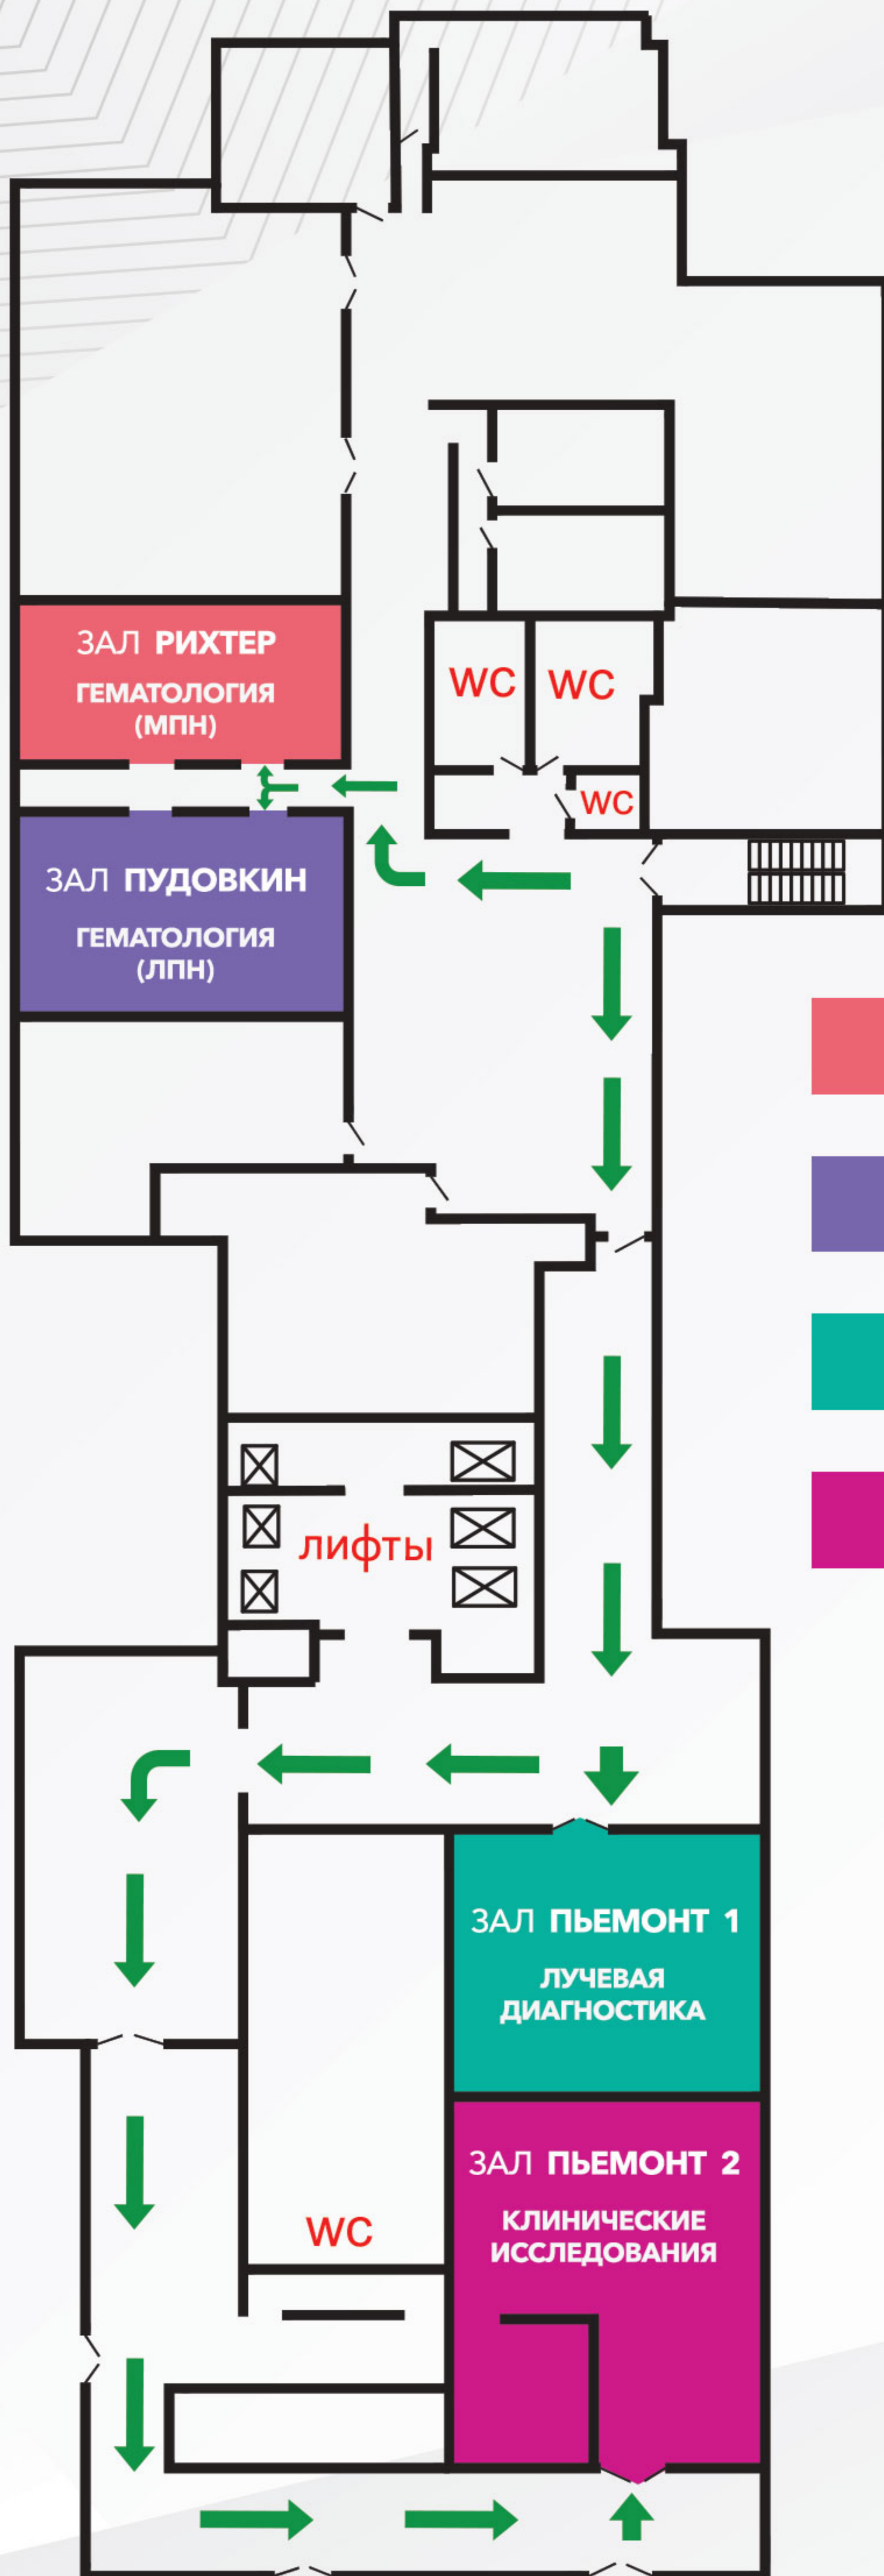 ЗАЛ РИХТЕР
ГЕМАТОЛОГИЯ
(МПН)
WC WC
WC
ЗАЛ ПУДОВКИН
ГЕМАТОЛОГИЯ
(ЛПН)
лифты
ЗАЛ ПЬЕМОНТ 1
ЛУЧЕВАЯ
ДИАГНОСТИКА
ЗАЛ ПЬЕМОНТ 2
КЛИНИЧЕСКИЕ
ИССЛЕДОВАНИЯ
WC